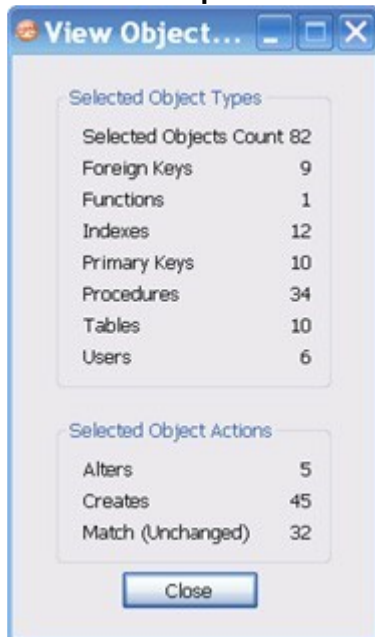 View Object...
Selected Object Types
Selected Objects Count 82
Foreign Keys 9
Functions 1
Indexes 12
Primary Keys 10
Procedures 34
Tables 10
Users 6
Selected Object Actions
Alters 5
Creates 45
Match (Unchanged) 32
Close